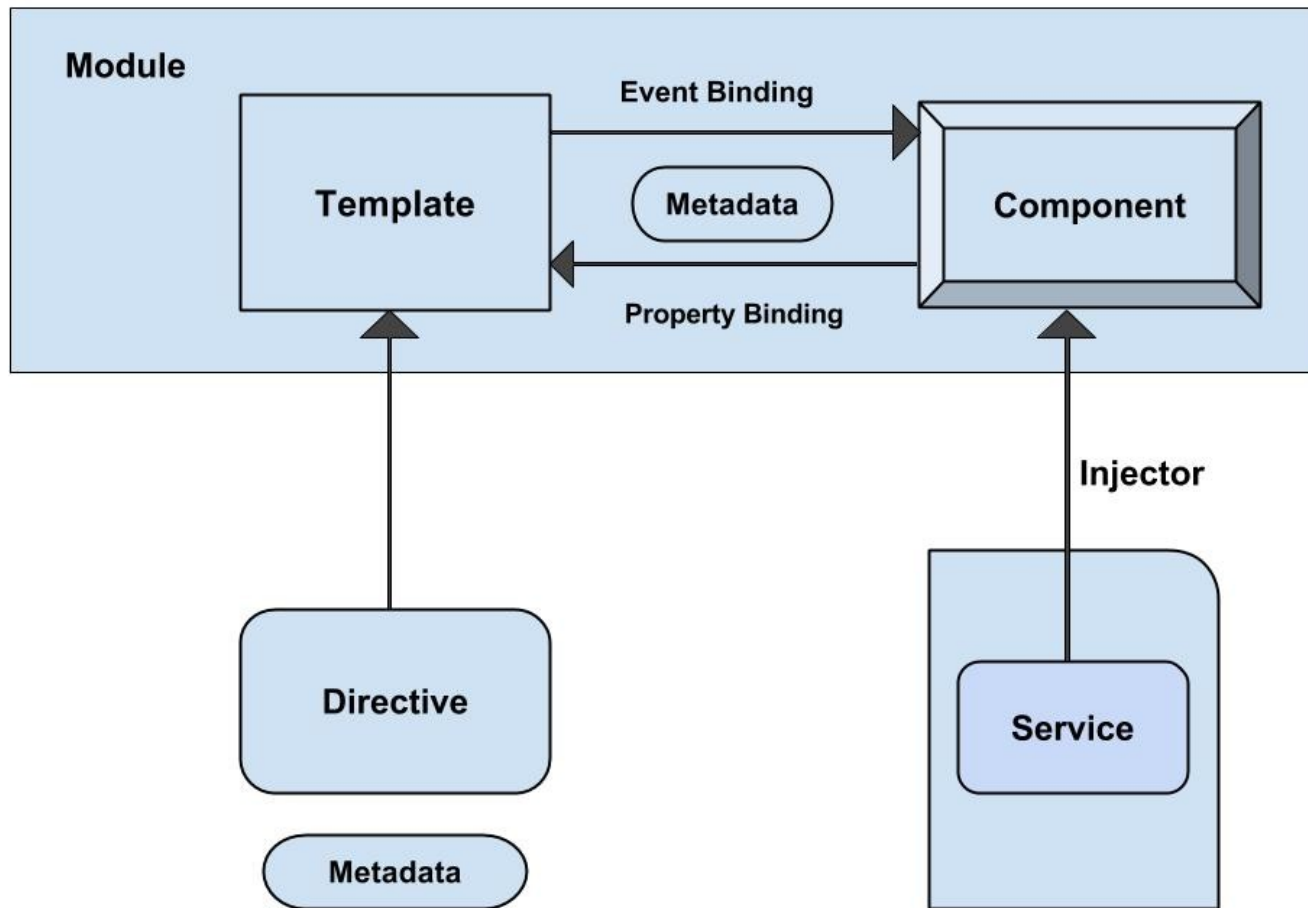 Module
Event Binding
Template
Metadata
Component
Property Binding
Injector
Directive
Service
Metadata